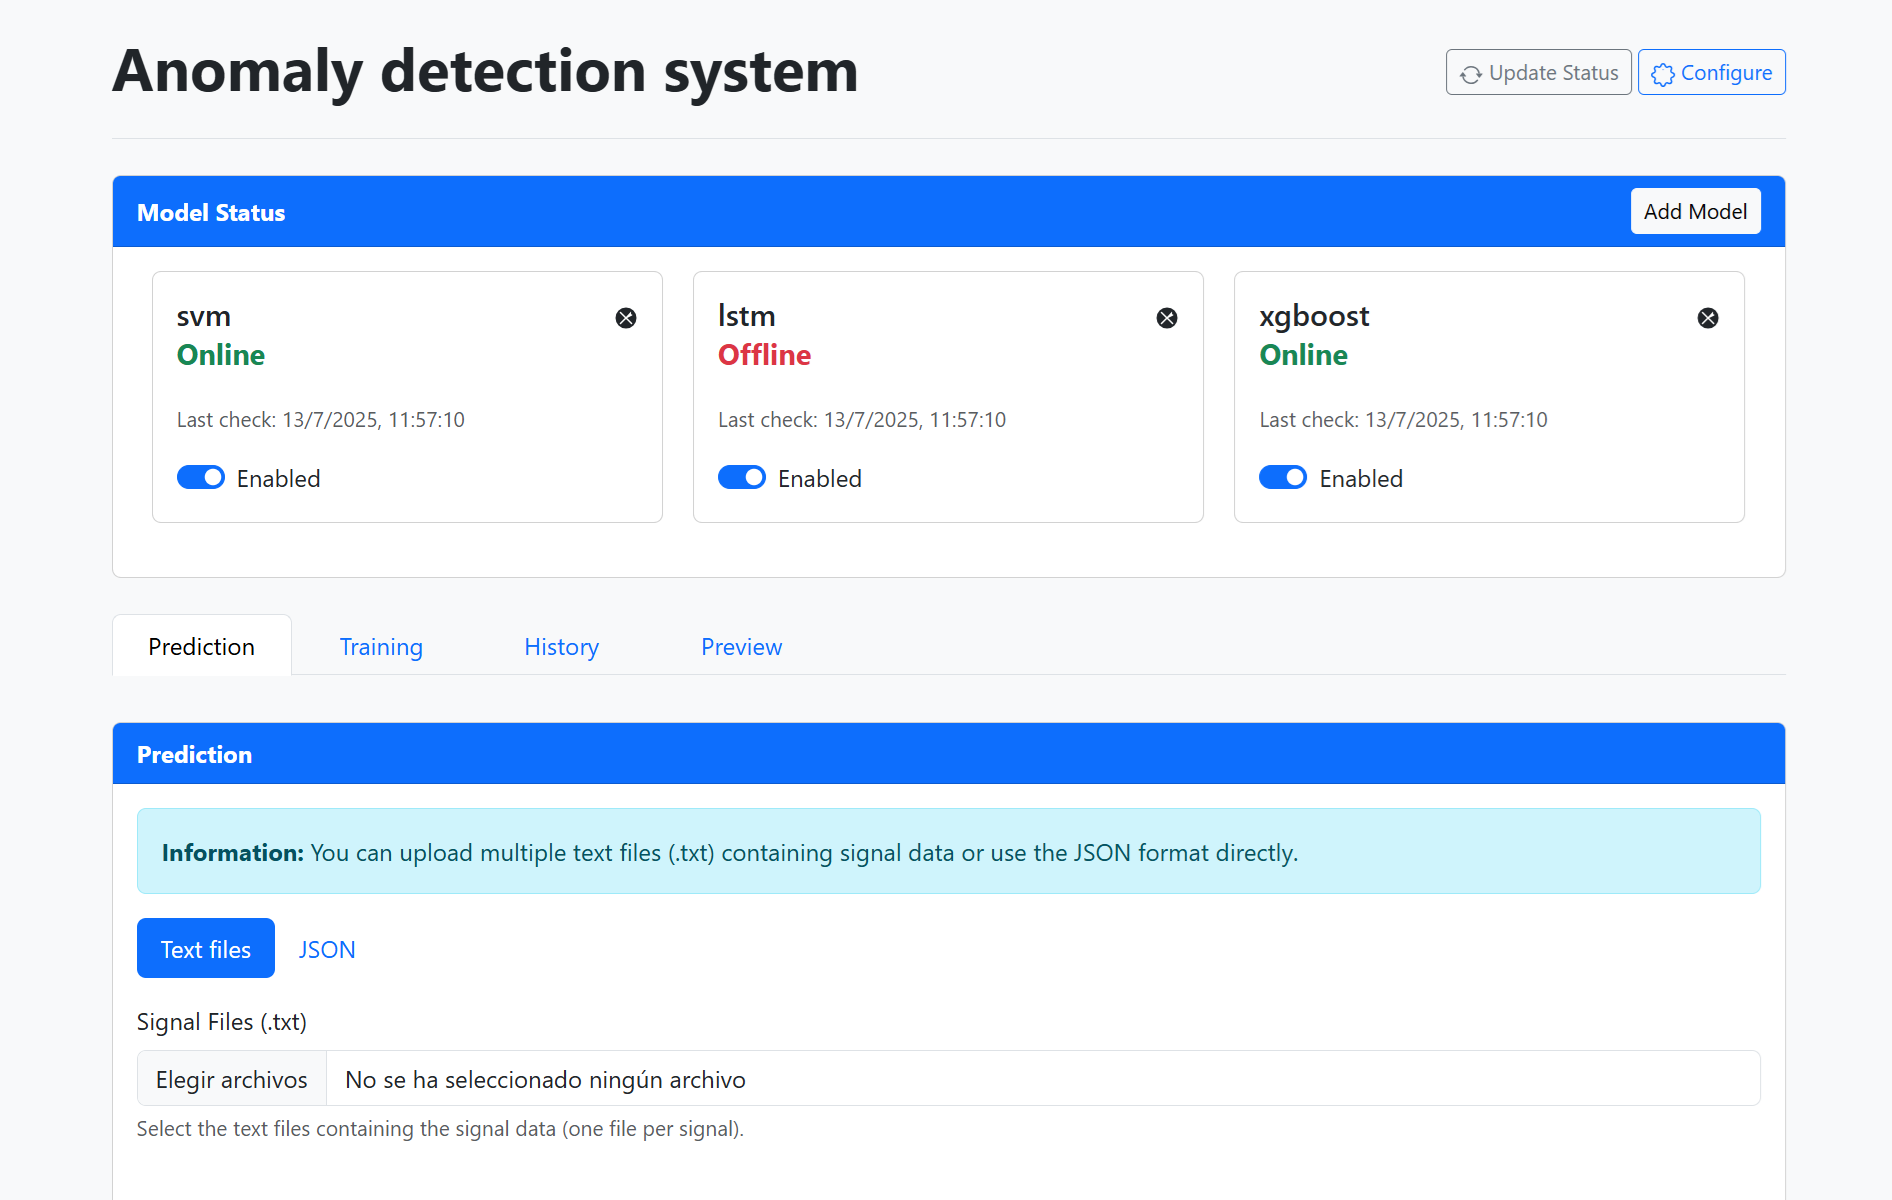 Anomaly detection system
Update Status
Configure
Model Status
Add Model
svm
Online
Last check: 13/7/2025, 11:57:10
Enabled
lstm
Offline
Last check: 13/7/2025, 11:57:10
Enabled
xgboost
Online
Last check: 13/7/2025, 11:57:10
Enabled
Prediction
Training
History
Preview
Prediction
Information: You can upload multiple text files (.txt) containing signal data or use the JSON format directly.
Text files
JSON
Signal Files (.txt)
Elegir archivos
No se ha seleccionado ningún archivo
Select the text files containing the signal data (one file per signal).